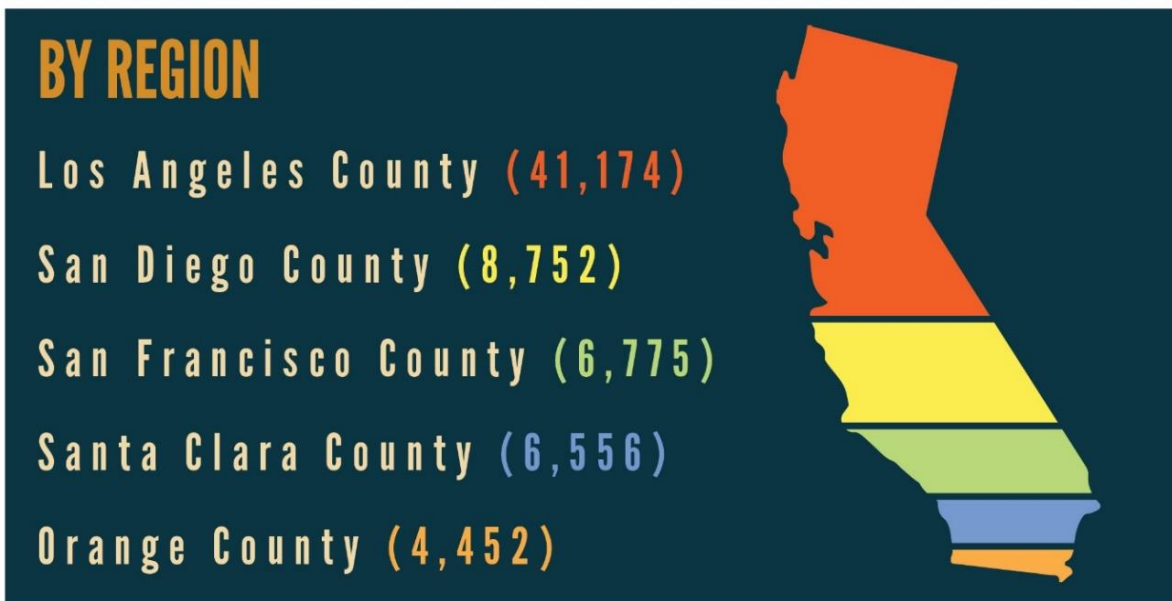 BY REGION
Los Angeles County (41,174)
San Diego County (8,752)
San Francisco County (6,775)
Santa Clara County (6,556)
Orange County (4,452)